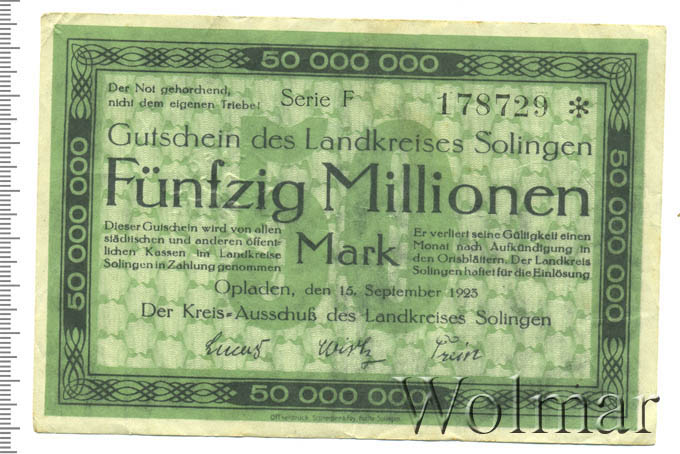 50 000 000
Der Not gehorchend,
nicht dem eigenen Triebe!
Serie F
178729 *
Gutschein des Landkreises Solingen
Fünfzig Millionen
Mark
Dieser Gutschein wird von allen
städtischen und anderen öffent-
lichen Kassen im Landkreise
Solingen in Zahlung genommen
Er verliert seine Gültigkeit einen
Monat nach Aufkündigung in
den Ortsblättern. Der Landkreis
Solingen haftet für die Einlösung
Opladen, den 15. September 1923
Der Kreis-Ausschuß des Landkreises Solingen
50 000 000
50 000 000
50 000 000
Offsetdruck
Wolmar